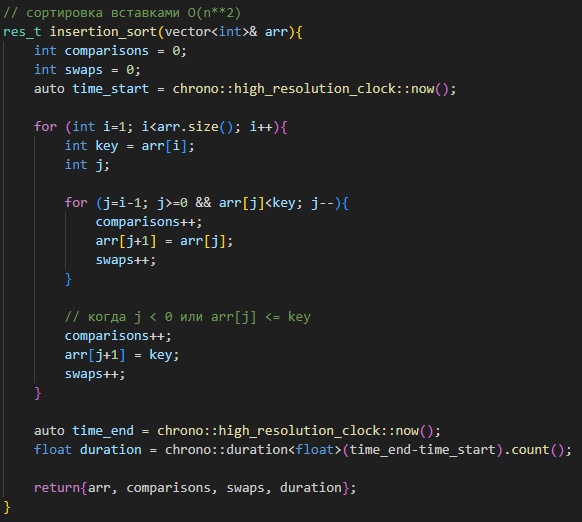 // сортировка вставками O(n**2)
res_t insertion_sort(vector<int>& arr){
    int comparisons = 0;
    int swaps = 0;
    auto time_start = chrono::high_resolution_clock::now();

    for (int i=1; i<arr.size(); i++){
        int key = arr[i];
        int j;

        for (j=i-1; j>=0 && arr[j]<key; j--){
            comparisons++;
            arr[j+1] = arr[j];
            swaps++;
        }

        // когда j < 0 или arr[j] <= key
        comparisons++;
        arr[j+1] = key;
        swaps++;
    }

    auto time_end = chrono::high_resolution_clock::now();
    float duration = chrono::duration<float>(time_end-time_start).count();

    return{arr, comparisons, swaps, duration};
}